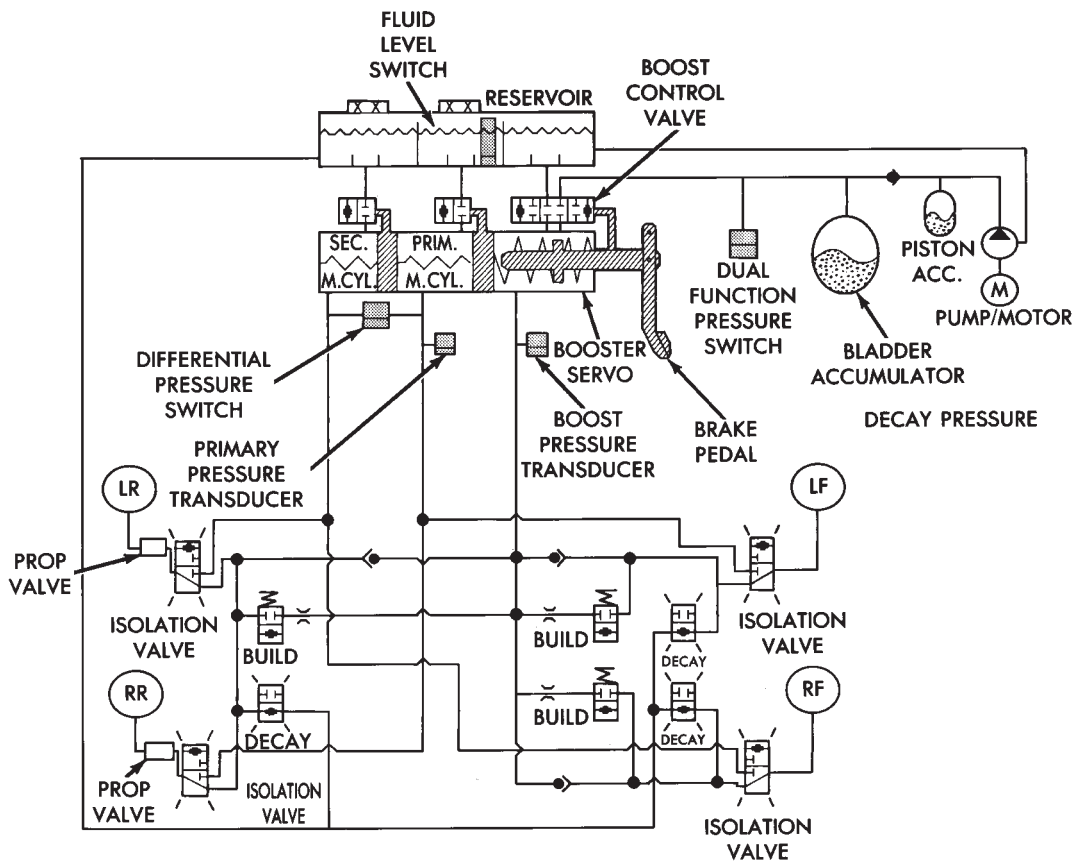 FLUID
LEVEL
SWITCH
RESERVOIR
BOOST
CONTROL
VALVE
SEC.
M.CYL.
PRIM.
M.CYL.
PISTON
ACC.
M
PUMP/MOTOR
DUAL
FUNCTION
PRESSURE
SWITCH
BLADDER
ACCUMULATOR
DECAY PRESSURE
DIFFERENTIAL
PRESSURE
SWITCH
BOOSTER
SERVO
PRIMARY
PRESSURE
TRANSDUCER
BOOST
PRESSURE
TRANSDUCER
BRAKE
PEDAL
LR
LF
PROP
VALVE
ISOLATION
VALVE
BUILD
BUILD
DECAY
ISOLATION
VALVE
RR
DECAY
BUILD
DECAY
RF
PROP
VALVE
ISOLATION
VALVE
ISOLATION
VALVE